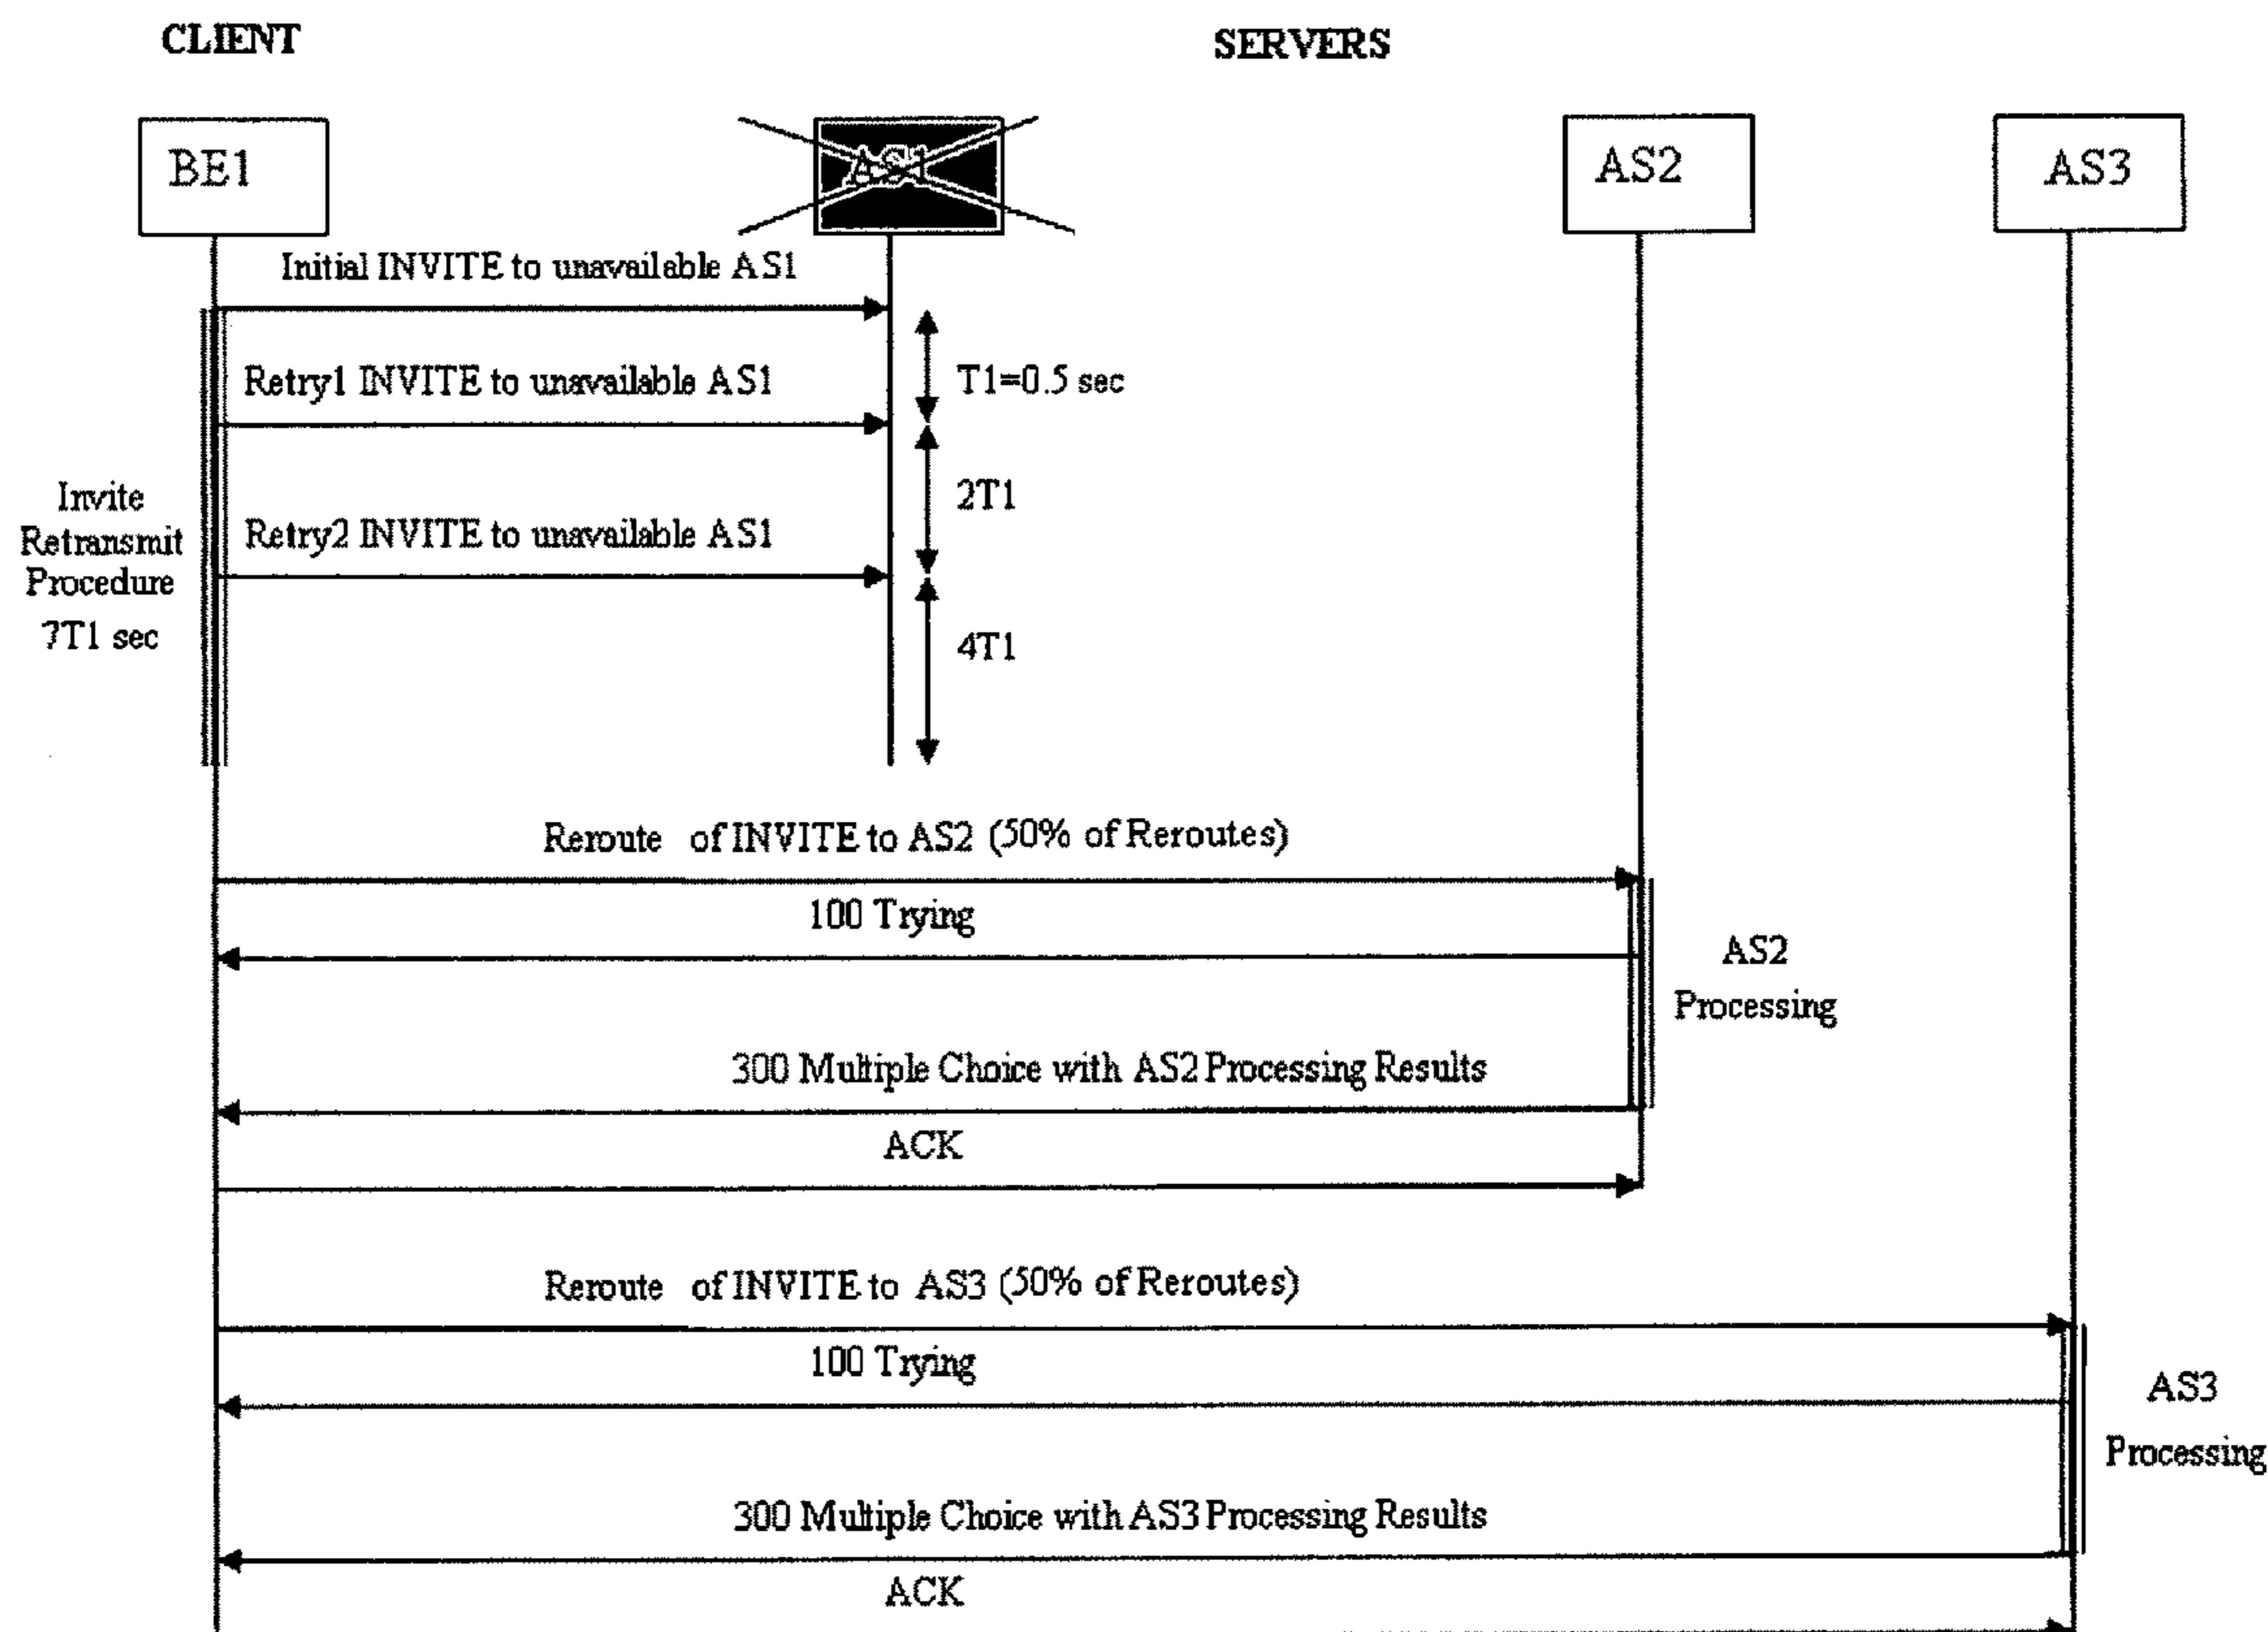 CLIENT
SERVERS
BE1
AS1
AS2
AS3
Initial INVITE to unavailable AS1
Retry1 INVITE to unavailable AS1
T1=0.5 sec
Invite
Retransmit
Procedure
7T1 sec
2T1
Retry2 INVITE to unavailable AS1
4T1
Reroute of INVITE to AS2 (50% of Reroutes)
100 Trying
AS2
Processing
300 Multiple Choice with AS2 Processing Results
ACK
Reroute of INVITE to AS3 (50% of Reroutes)
100 Trying
AS3
Processing
300 Multiple Choice with AS3 Processing Results
ACK